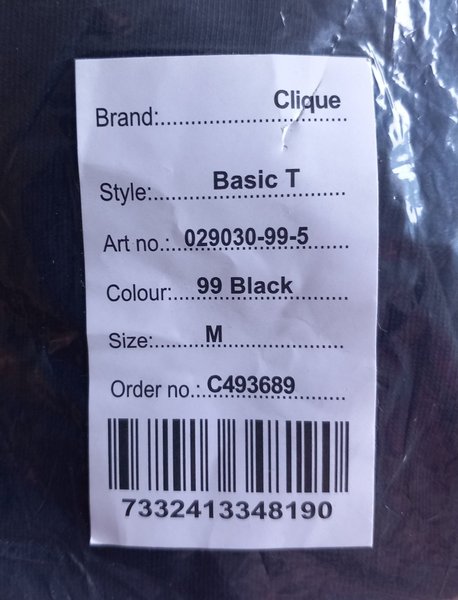 Brand: Clique
Style: Basic T
Art no.: 029030-99-5
Colour: 99 Black
Size: M
Order no.: C493689
7332413348190